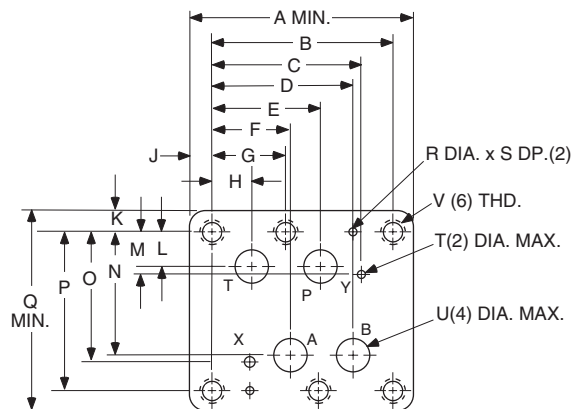 A MIN.
B
C
D
E
F
J
G
H
R DIA. x S DP.(2)
K
V (6) THD.
M
L
T(2) DIA. MAX.
Q
MIN.
P
O
N
T
P
Y
U(4) DIA. MAX.
X
A
B